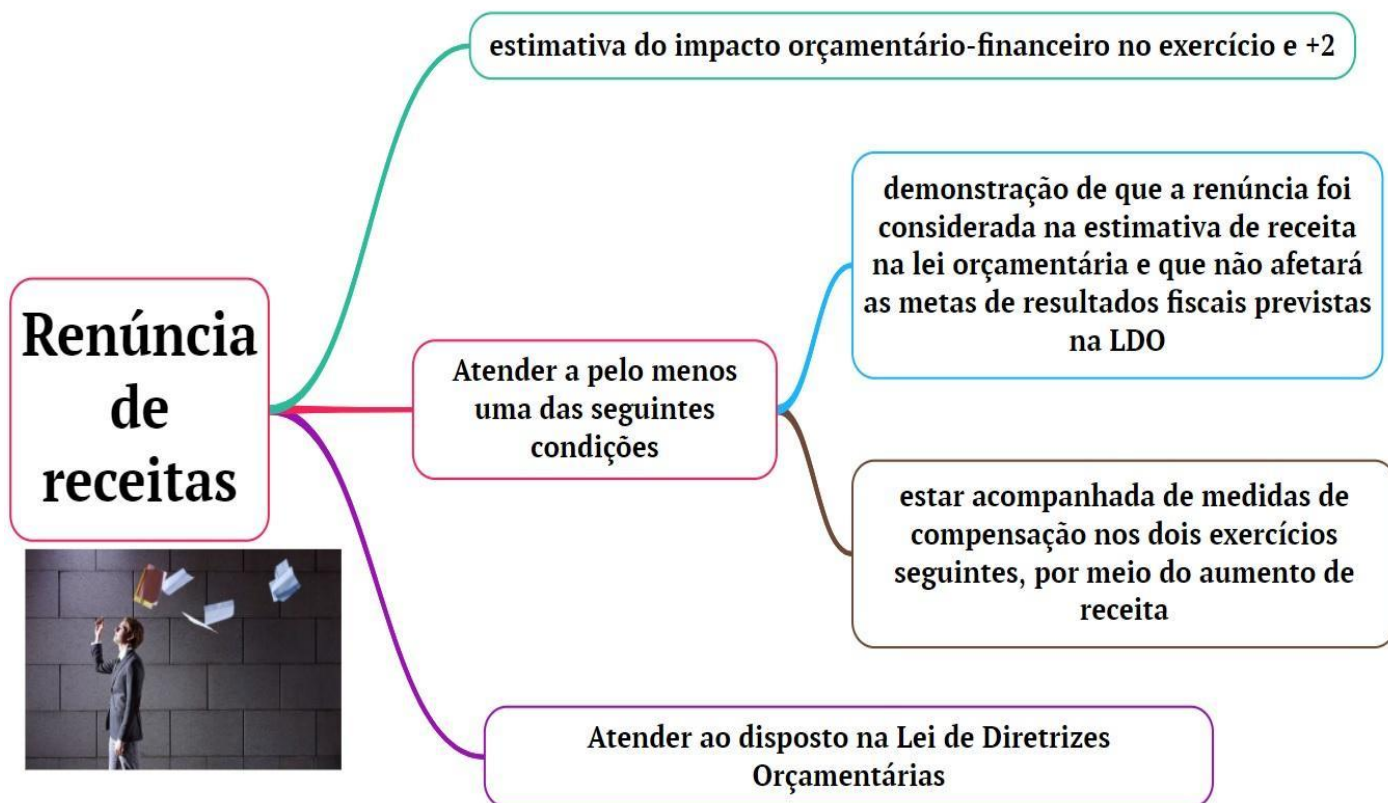 estimativa do impacto orçamentário-financeiro no exercício e +2
Renúncia
de
receitas
Atender a pelo menos
uma das seguintes
condições
demonstração de que a renúncia foi
considerada na estimativa de receita
na lei orçamentária e que não afetará
as metas de resultados fiscais previstas
na LDO
estar acompanhada de medidas de
compensação nos dois exercícios
seguintes, por meio do aumento de
receita
Atender ao disposto na Lei de Diretrizes
Orçamentárias